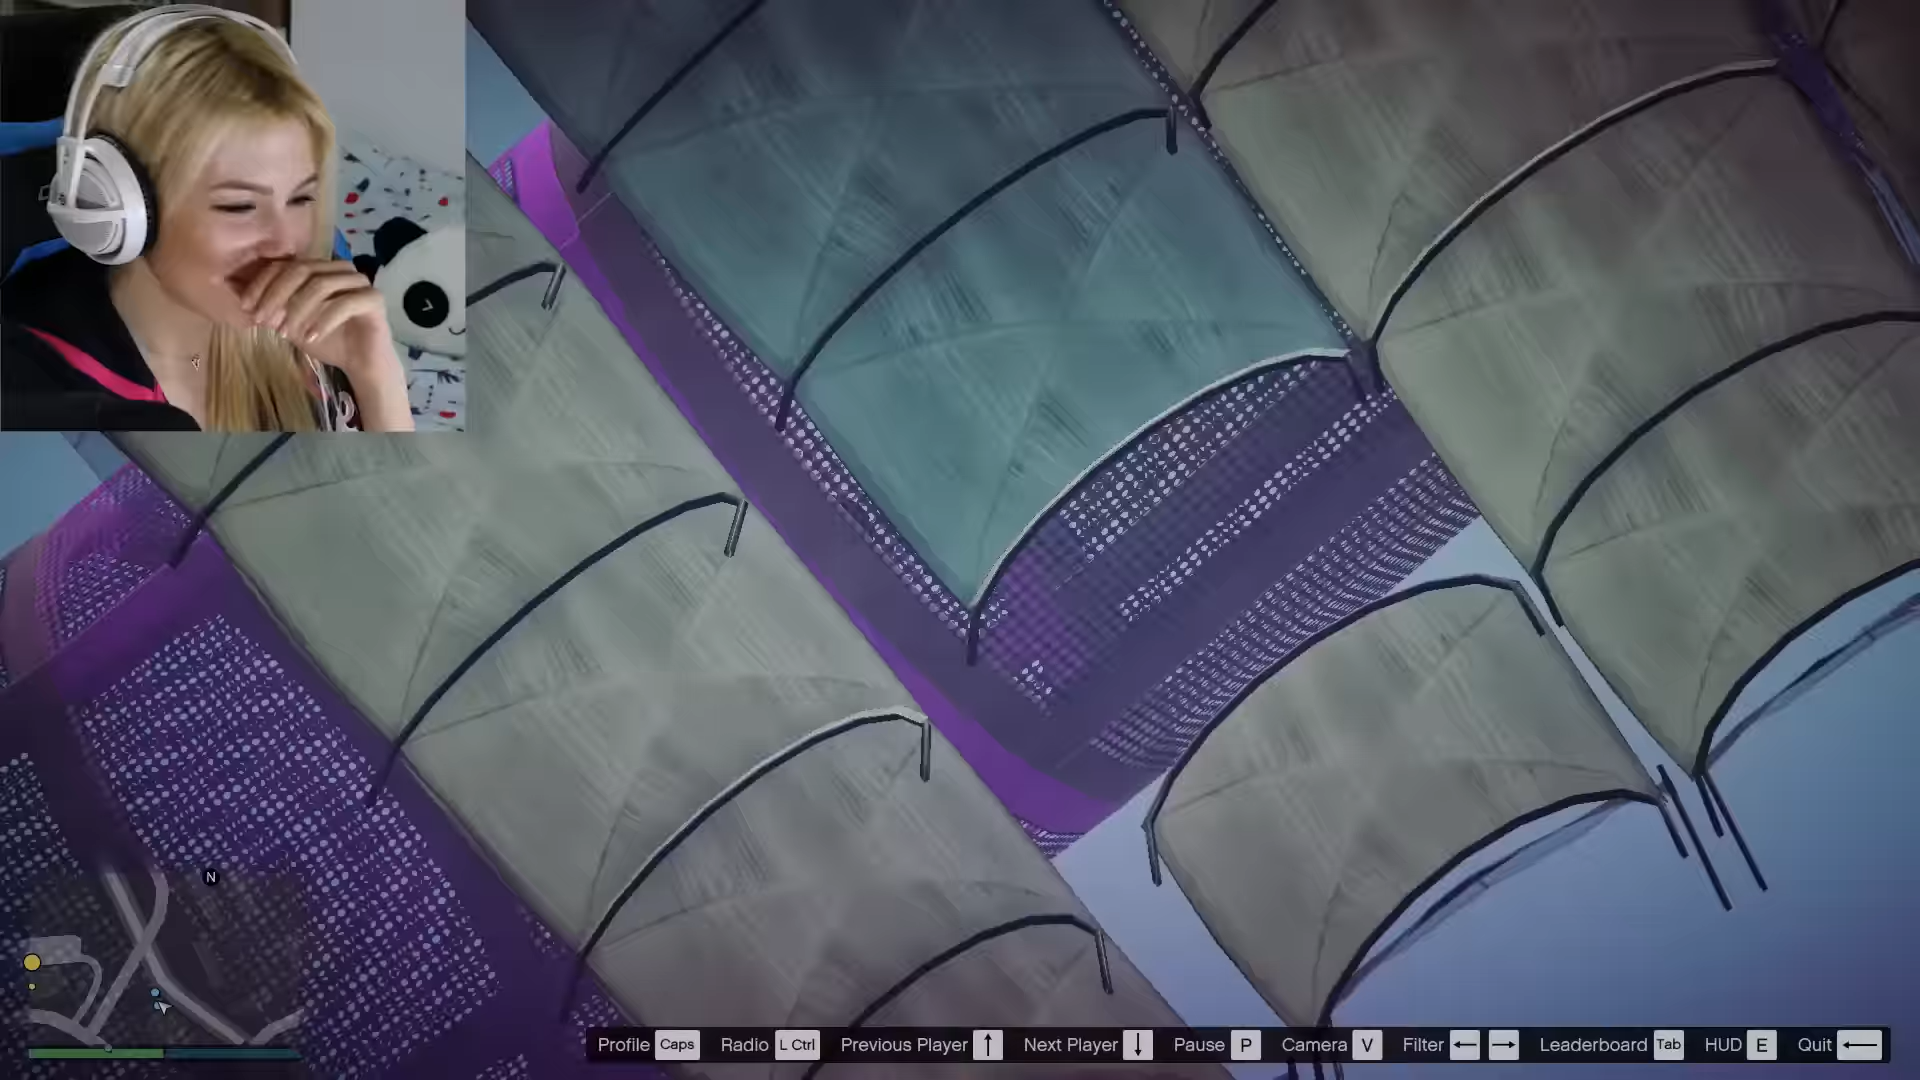 N
Profile Caps Radio L Ctrl Previous Player ↑ Next Player ↓ Pause P Camera V Filter ← → Leaderboard Tab HUD E Quit ←